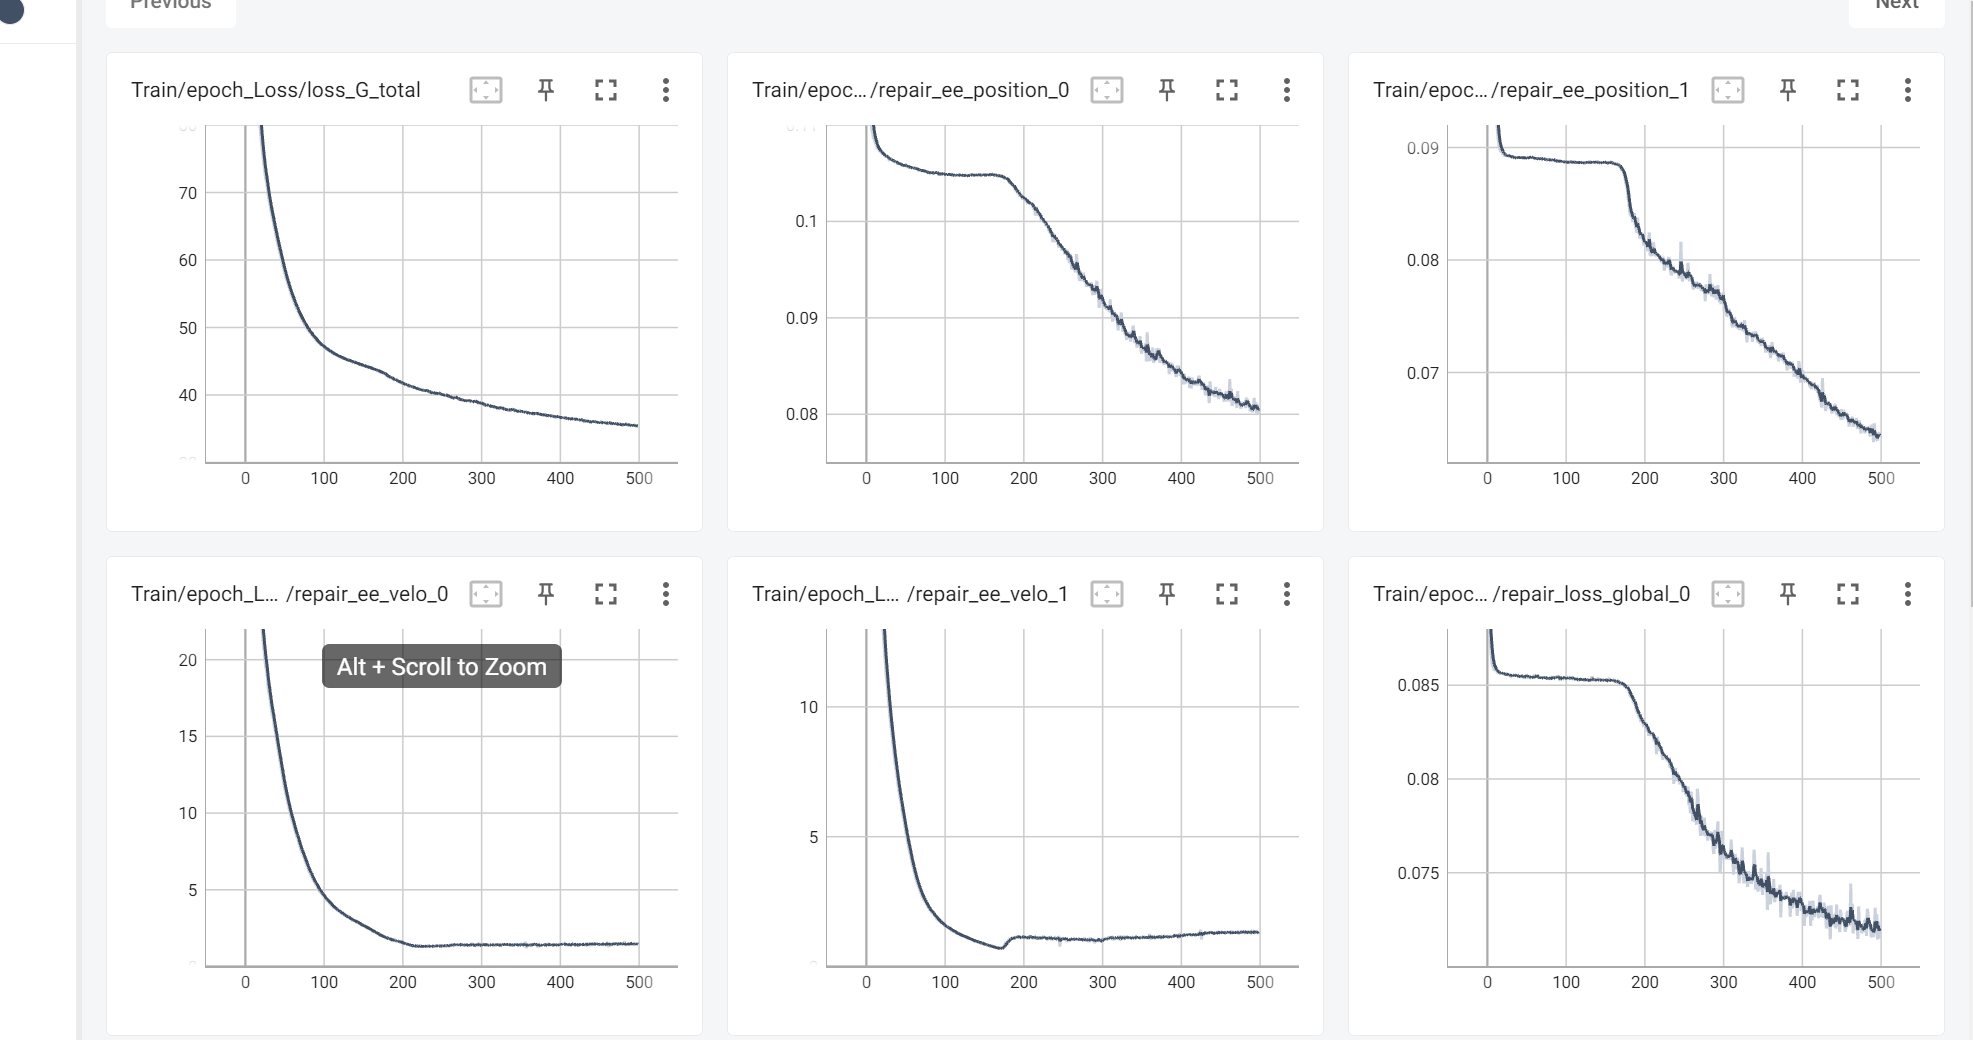 Previous
Next
Train/epoch_Loss/loss_G_total
70
60
50
40
0 100 200 300 400 500
Train/epoc… /repair_ee_position_0
0.11
0.1
0.09
0.08
0 100 200 300 400 500
Train/epoc… /repair_ee_position_1
0.09
0.08
0.07
0 100 200 300 400 500
Train/epoch_L… /repair_ee_velo_0
Alt + Scroll to Zoom
20
15
10
5
0 100 200 300 400 500
Train/epoch_L… /repair_ee_velo_1
10
5
0 100 200 300 400 500
Train/epoc… /repair_loss_global_0
0.085
0.08
0.075
0 100 200 300 400 500